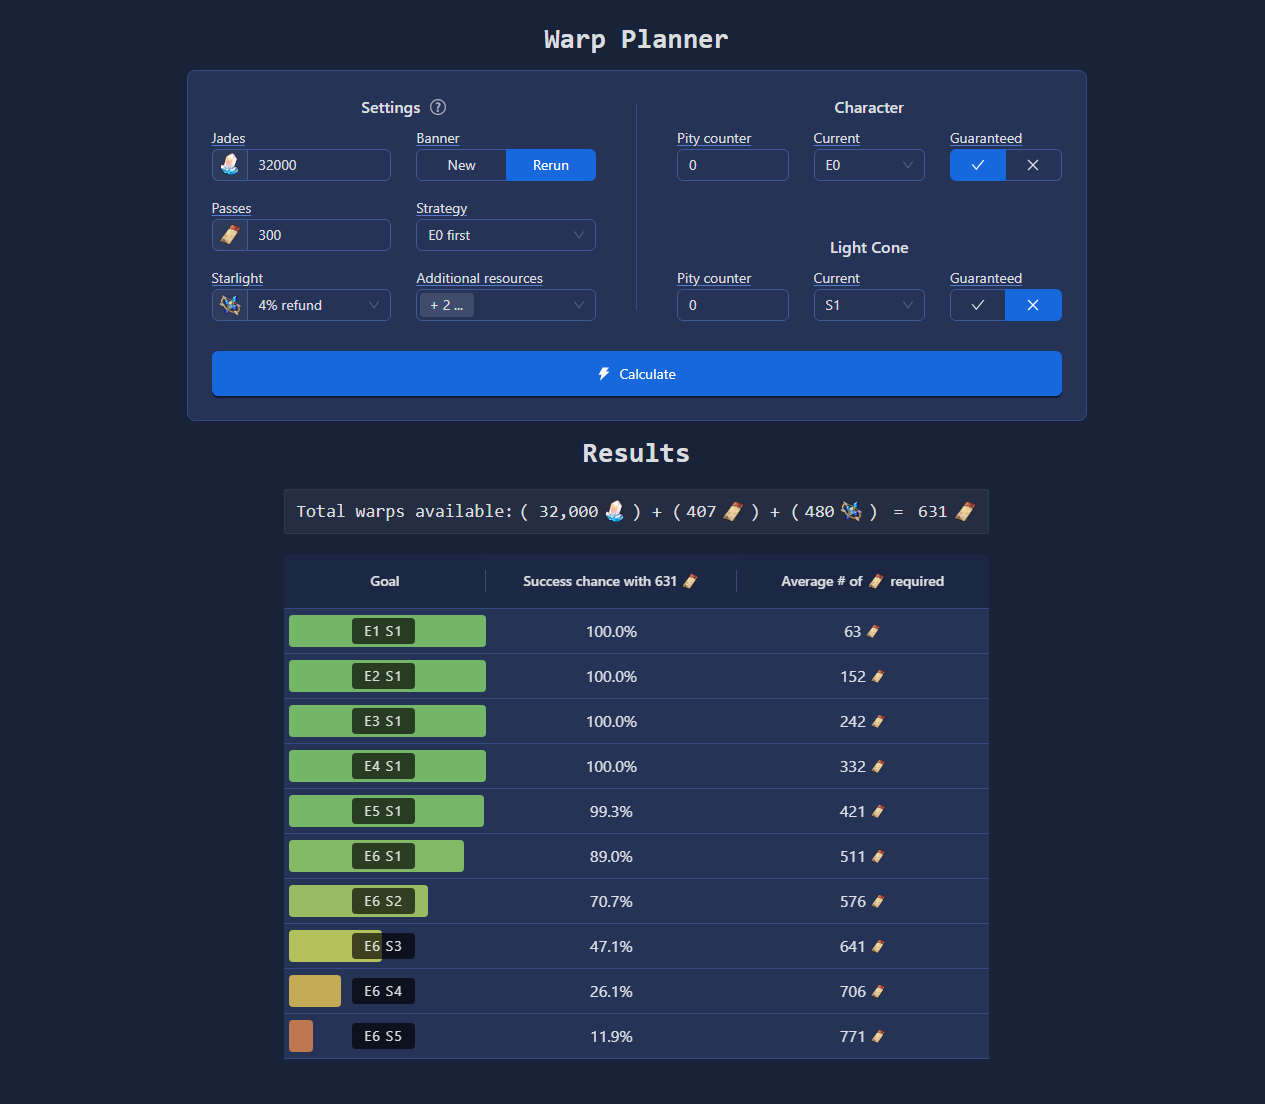 Warp Planner
Settings ?
Jades
32000
Banner
New Rerun
Passes
300
Strategy
E0 first
Starlight
4% refund
Additional resources
+ 2 ...
Character
Pity counter Current Guaranteed
0 E0
Light Cone
Pity counter Current Guaranteed
0 S1
Calculate
Results
Total warps available: ( 32,000 ) + ( 407 ) + ( 480 ) = 631
Goal Success chance with 631 Average # of required
E1 S1 100.0% 63
E2 S1 100.0% 152
E3 S1 100.0% 242
E4 S1 100.0% 332
E5 S1 99.3% 421
E6 S1 89.0% 511
E6 S2 70.7% 576
E6 S3 47.1% 641
E6 S4 26.1% 706
E6 S5 11.9% 771